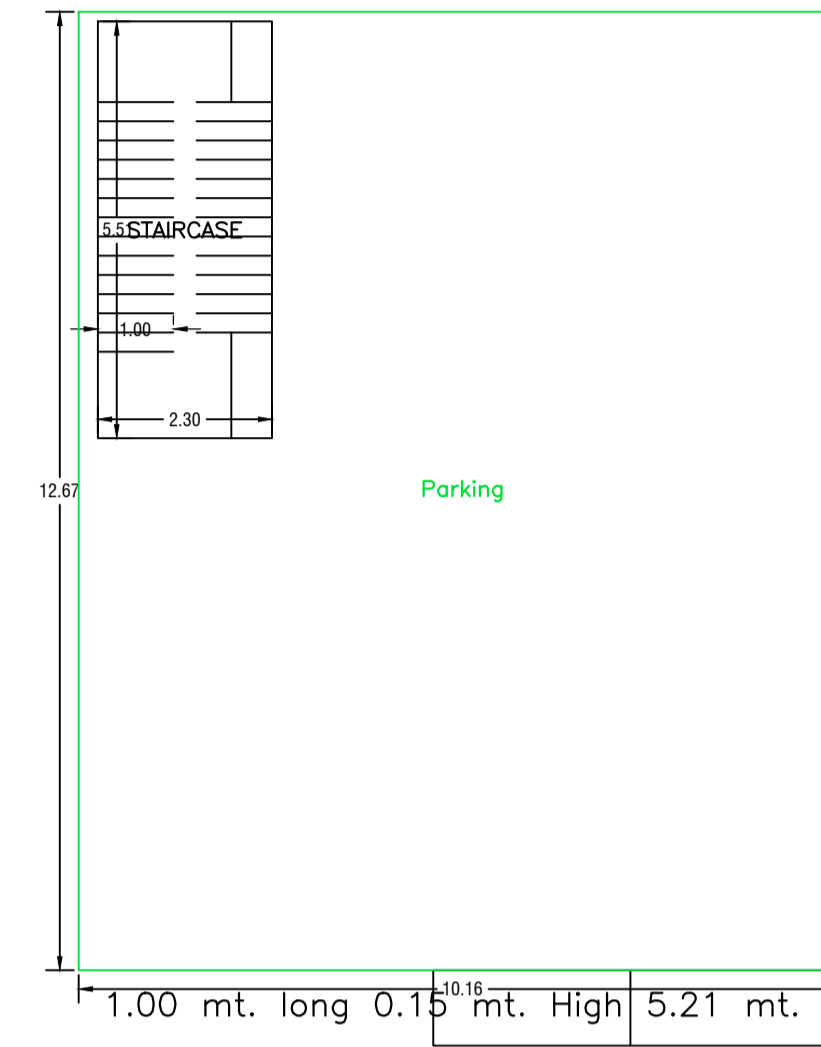 5.51
STAIRCASE
1.00
2.30
12.67
Parking
10.16
1.00 mt. long 0.15 mt. High 5.21 mt.